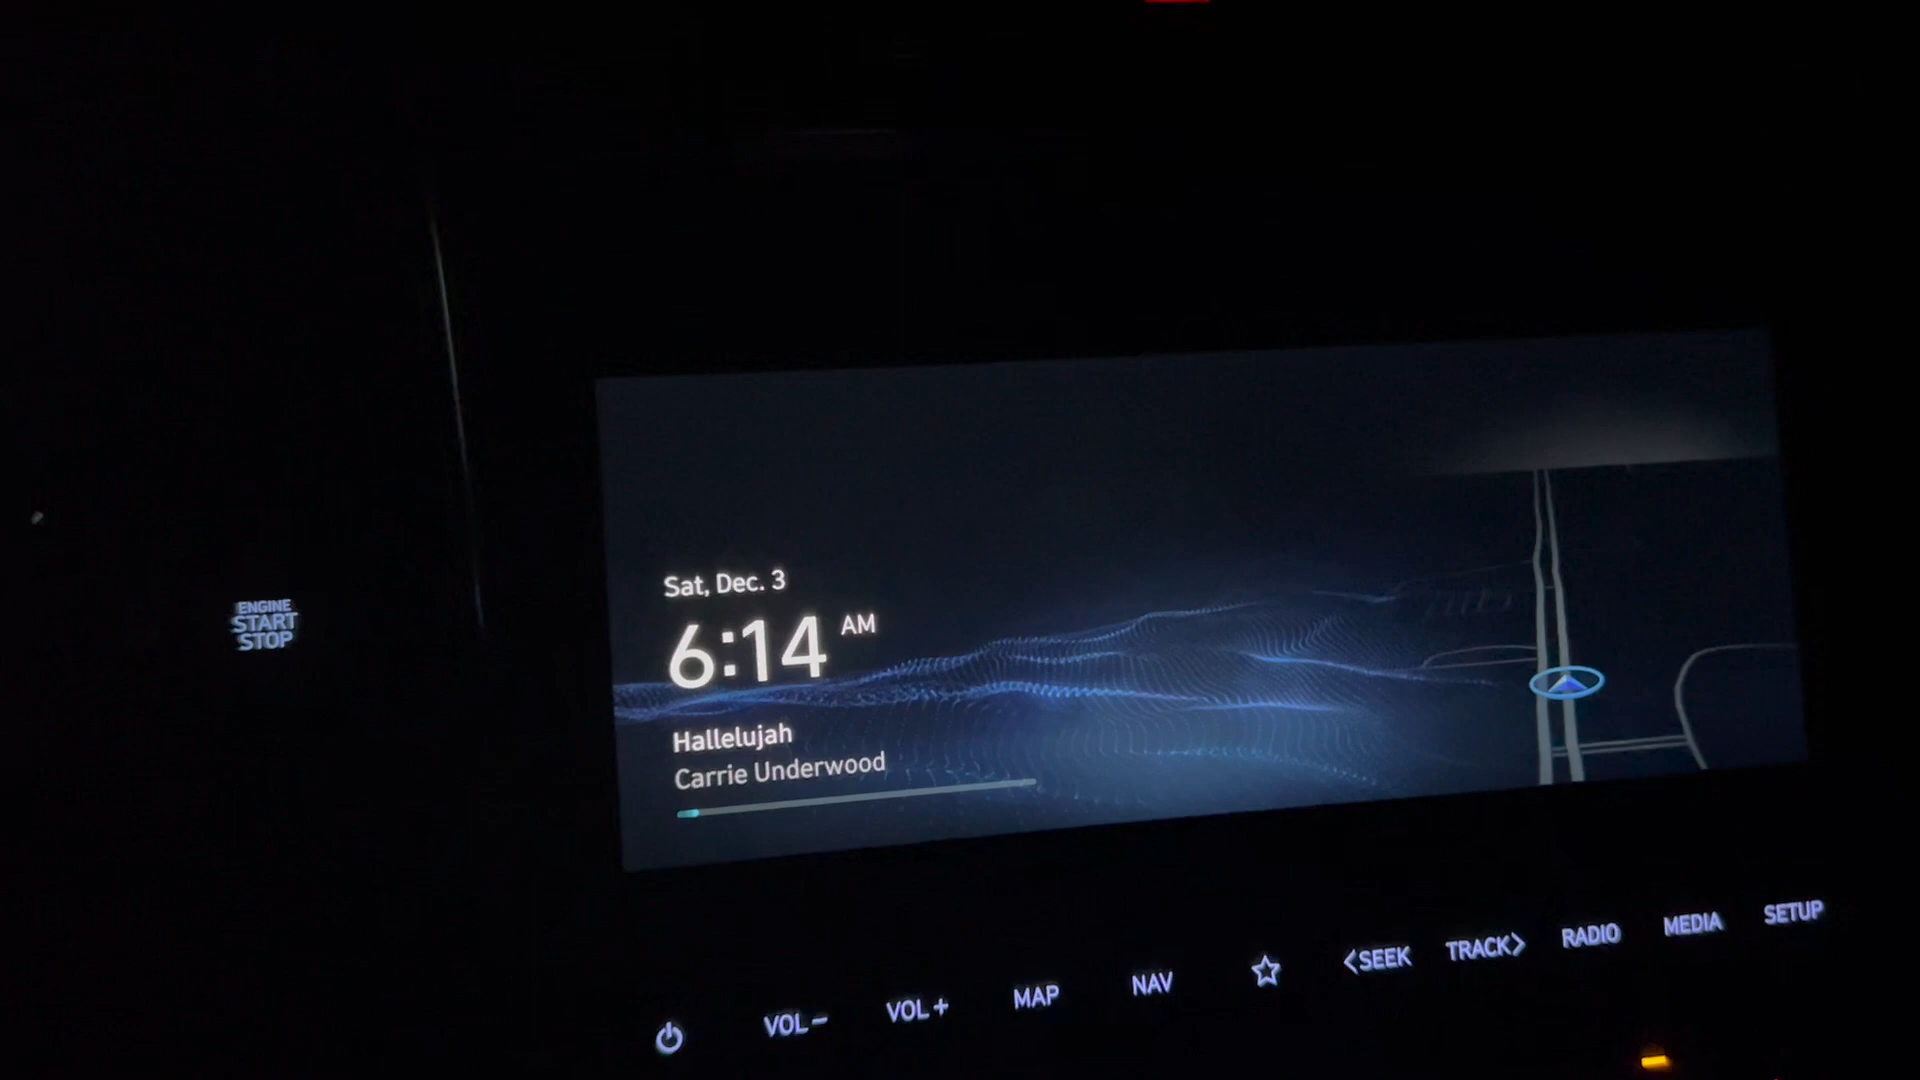 ENGINE
START
STOP
Sat, Dec. 3
6:14 AM
Hallelujah
Carrie Underwood
VOL − VOL + MAP NAV <SEEK TRACK> RADIO MEDIA SETUP